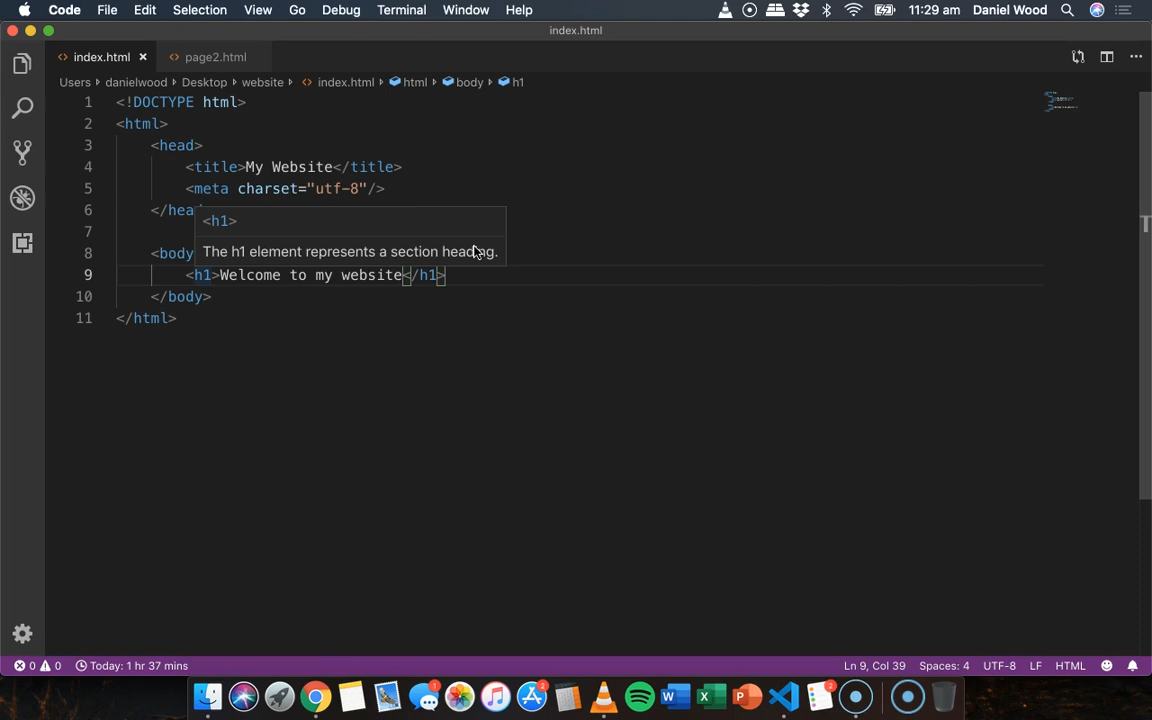 Code File Edit Selection View Go Debug Terminal Window Help 11:29 am Daniel Wood
index.html
<> index.html × <> page2.html
Users › danielwood › Desktop › website › <> index.html › html › body › h1
1 <!DOCTYPE html>
2 <html>
3 <head>
4 <title>My Website</title>
5 <meta charset="utf-8"/>
6 </hea
<h1>
7
The h1 element represents a section heading.
8 <body
9 <h1>Welcome to my website</h1>
10 </body>
11 </html>
0 0 Today: 1 hr 37 mins Ln 9, Col 39 Spaces: 4 UTF-8 LF HTML
1 2 W X P 2